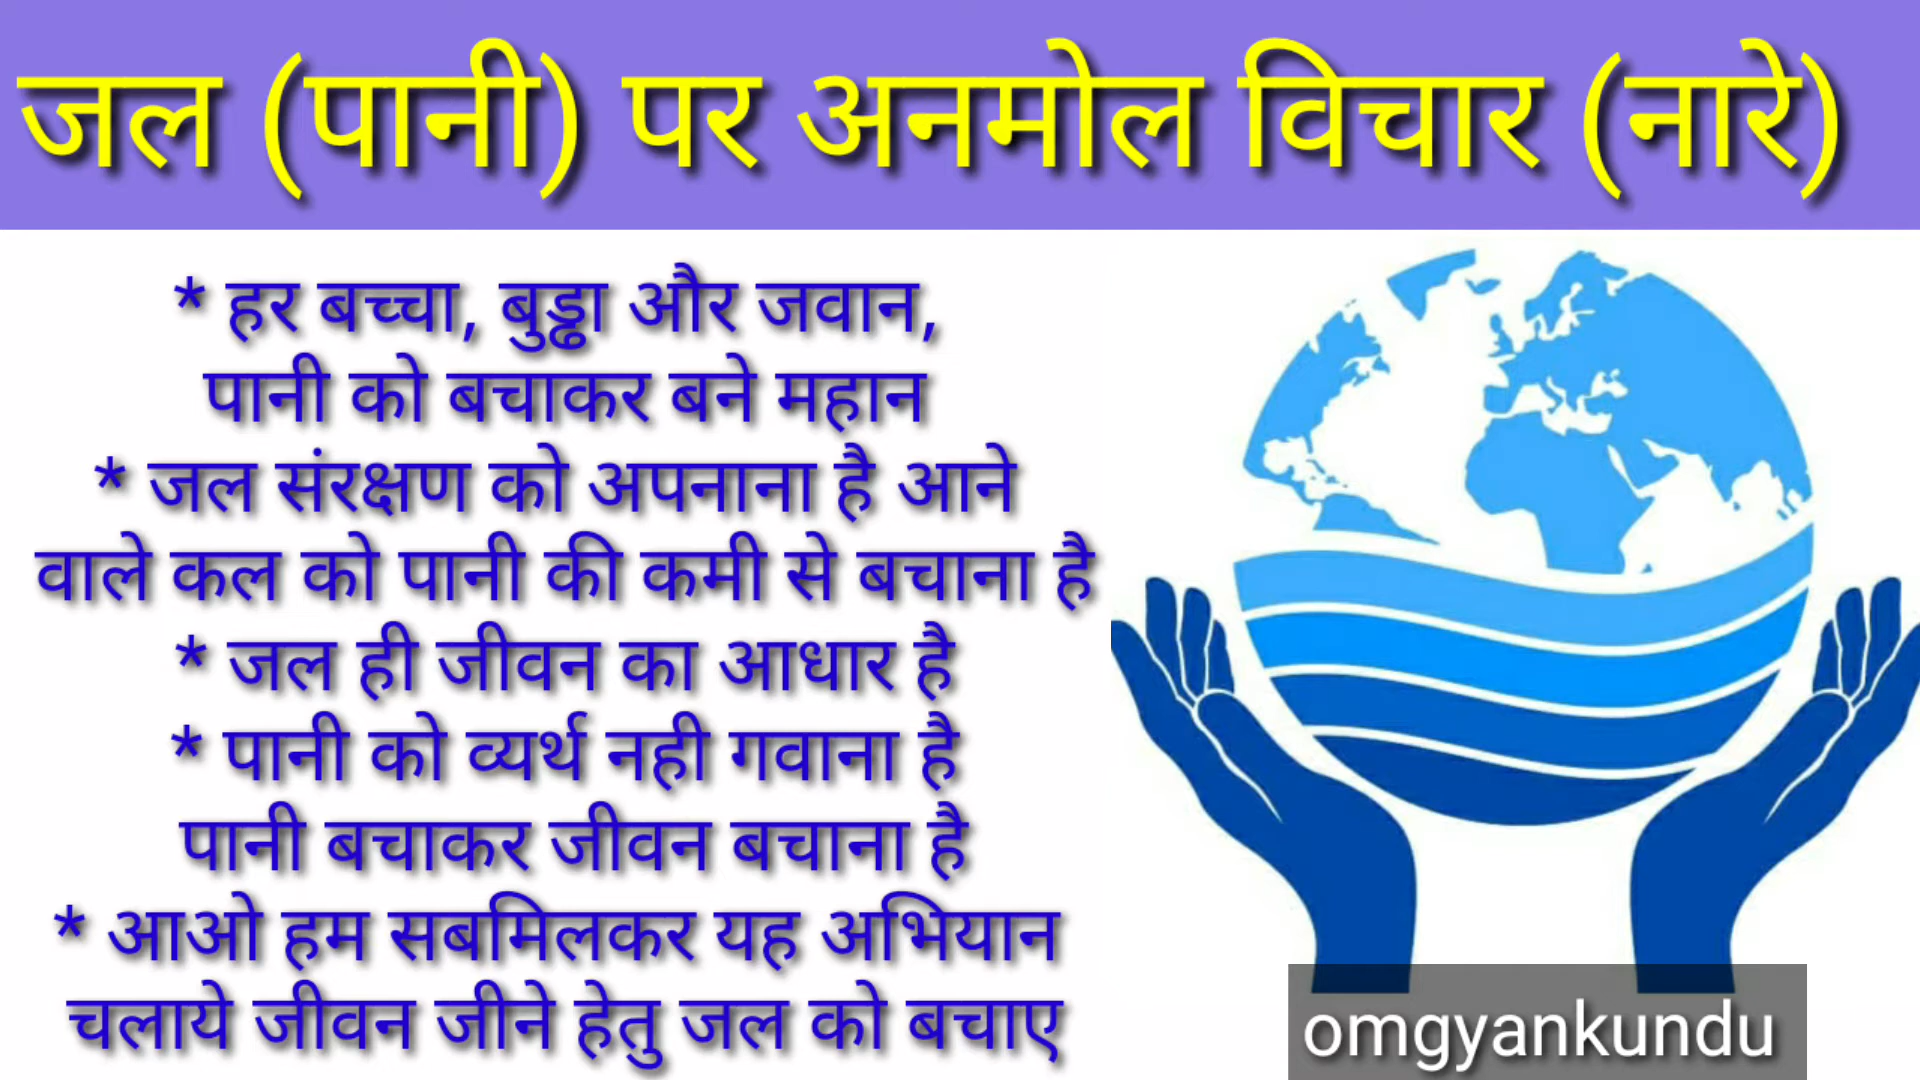 जल (पानी) पर अनमोल विचार (नारे)
* हर बच्चा, बुड्ढा और जवान,
पानी को बचाकर बने महान
* जल संरक्षण को अपनाना है आने
वाले कल को पानी की कमी से बचाना है
* जल ही जीवन का आधार है
* पानी को व्यर्थ नही गवाना है
पानी बचाकर जीवन बचाना है
* आओ हम सबमिलकर यह अभियान
चलाये जीवन जीने हेतु जल को बचाए
omgyankundu